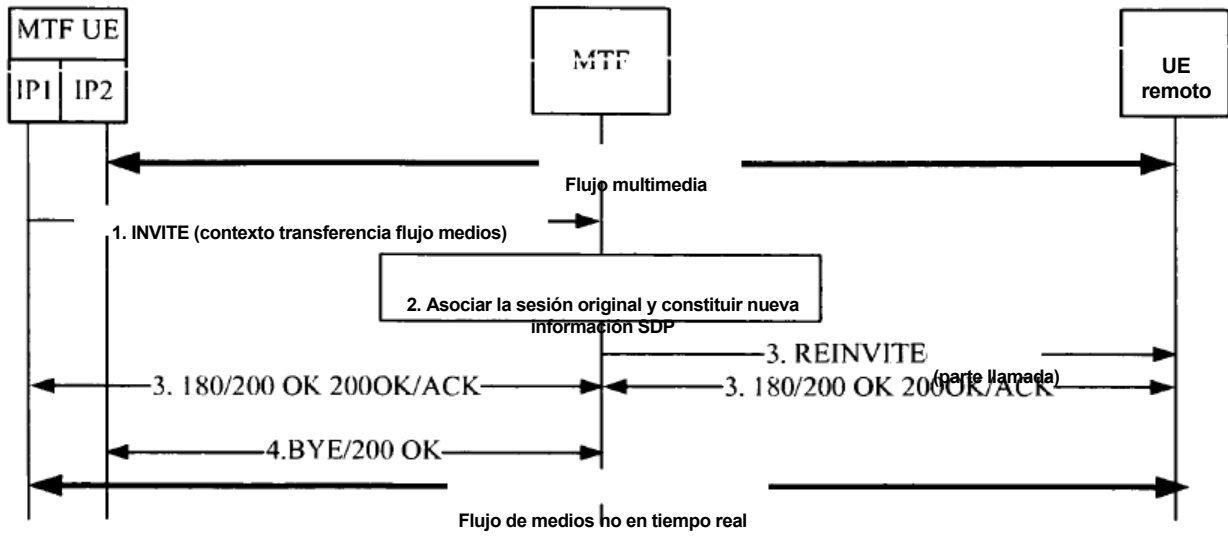 MTF UE
IP1 IP2
MTF
UE
remoto
Flujo multimedia
1. INVITE (contexto transferencia flujo medios)
2. Asociar la sesión original y constituir nueva
información SDP
3. REINVITE
(parte llamada)
3. 180/200 OK 200OK/ACK
3. 180/200 OK 200OK/ACK
4.BYE/200 OK
Flujo de medios no en tiempo real